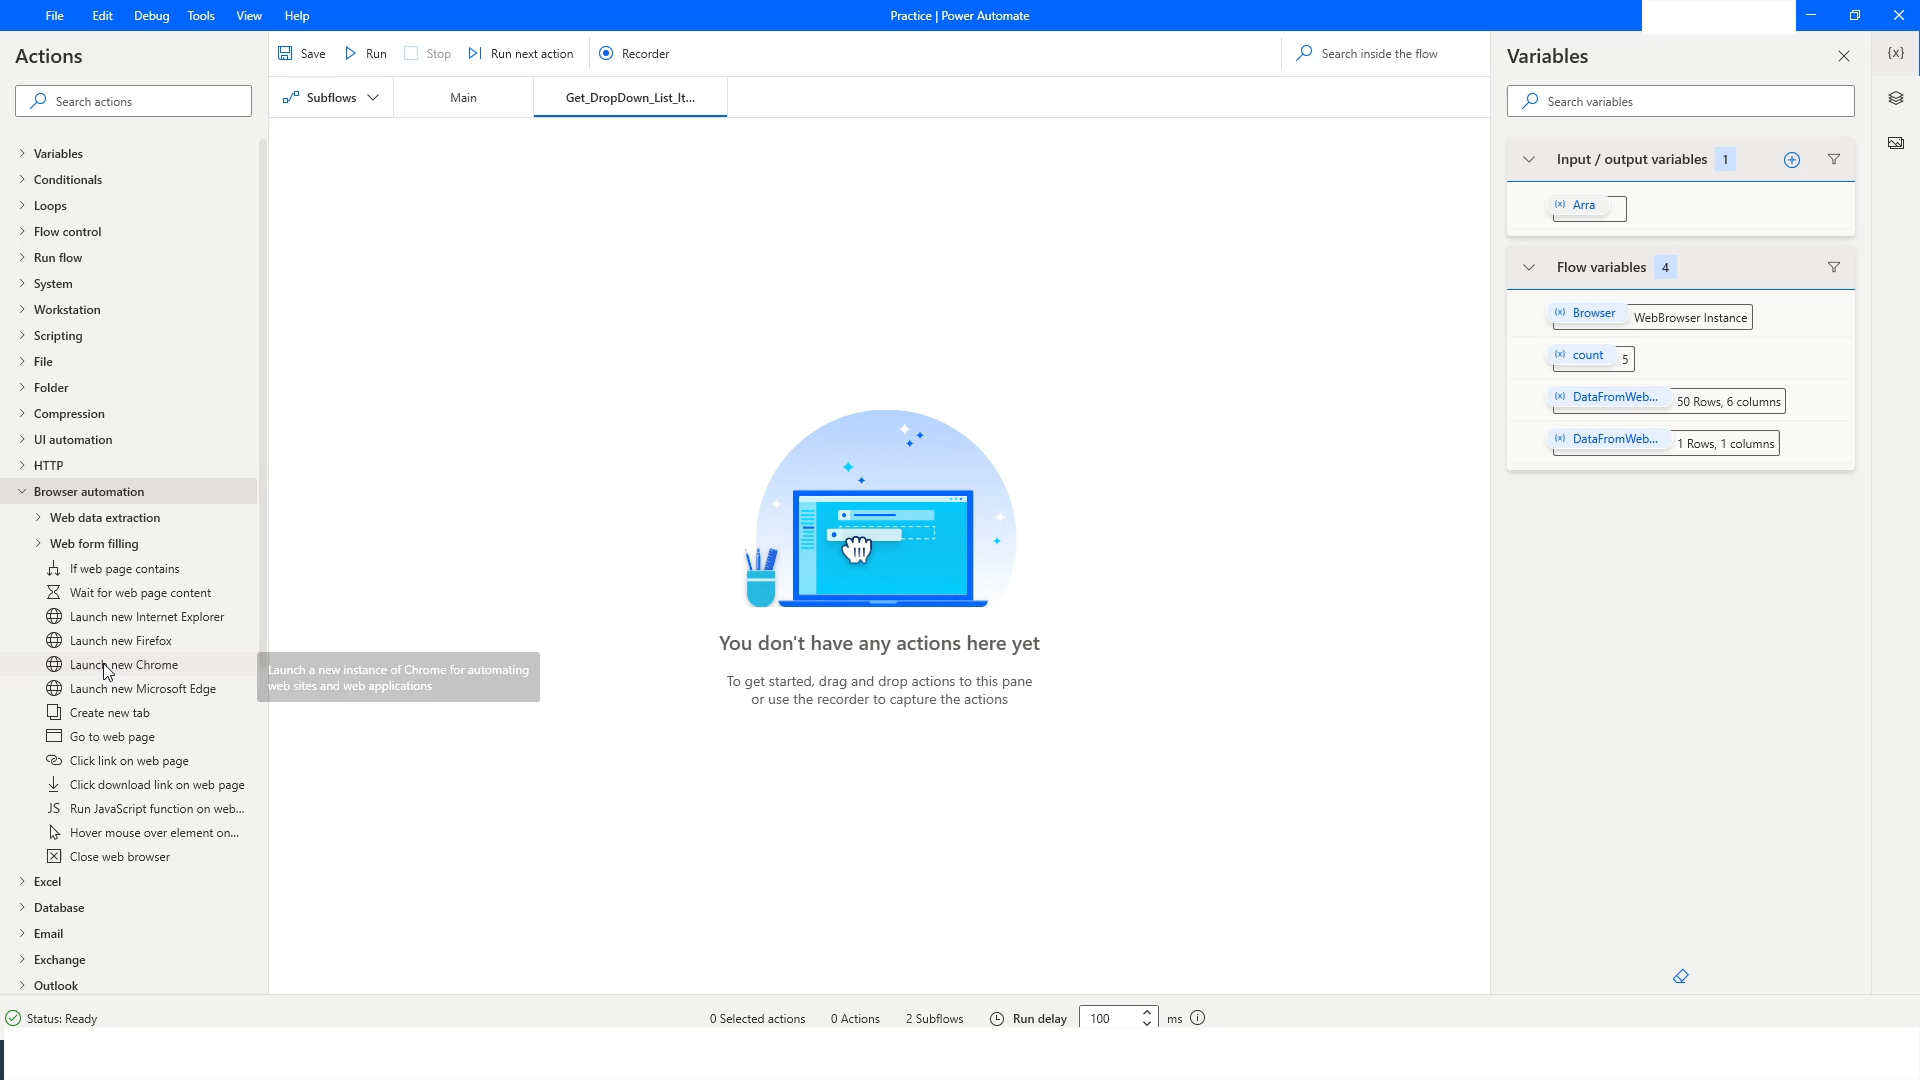 File Edit Debug Tools View Help
Practice | Power Automate
Actions
Search actions
Variables
Conditionals
Loops
Flow control
Run flow
System
Workstation
Scripting
File
Folder
Compression
UI automation
HTTP
Browser automation
Web data extraction
Web form filling
If web page contains
Wait for web page content
Launch new Internet Explorer
Launch new Firefox
Launch new Chrome
Launch new Microsoft Edge
Create new tab
Go to web page
Click link on web page
Click download link on web page
JS Run JavaScript function on web...
Hover mouse over element on...
Close web browser
Excel
Database
Email
Exchange
Outlook
Save Run Stop Run next action Recorder
Search inside the flow
Subflows Main Get_DropDown_List_It...
Launch a new instance of Chrome for automating
web sites and web applications
You don't have any actions here yet
To get started, drag and drop actions to this pane
or use the recorder to capture the actions
Variables
{x}
Search variables
Input / output variables 1
(x) Arra
Flow variables 4
(x) Browser WebBrowser Instance
(x) count 5
(x) DataFromWeb... 50 Rows, 6 columns
(x) DataFromWeb... 1 Rows, 1 columns
Status: Ready
0 Selected actions 0 Actions 2 Subflows Run delay 100 ms